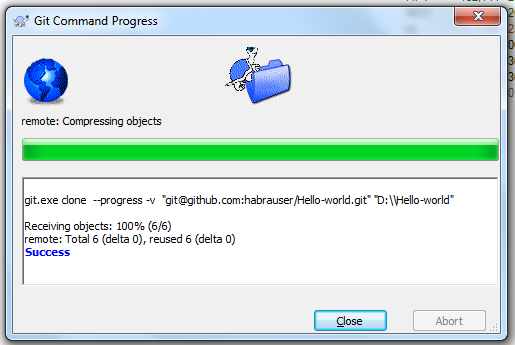 Git Command Progress
remote: Compressing objects
git.exe clone --progress -v "git@github.com:habrauser/Hello-world.git" "D:\\Hello-world"
Receiving objects: 100% (6/6)
remote: Total 6 (delta 0), reused 6 (delta 0)
Success
Close
Abort